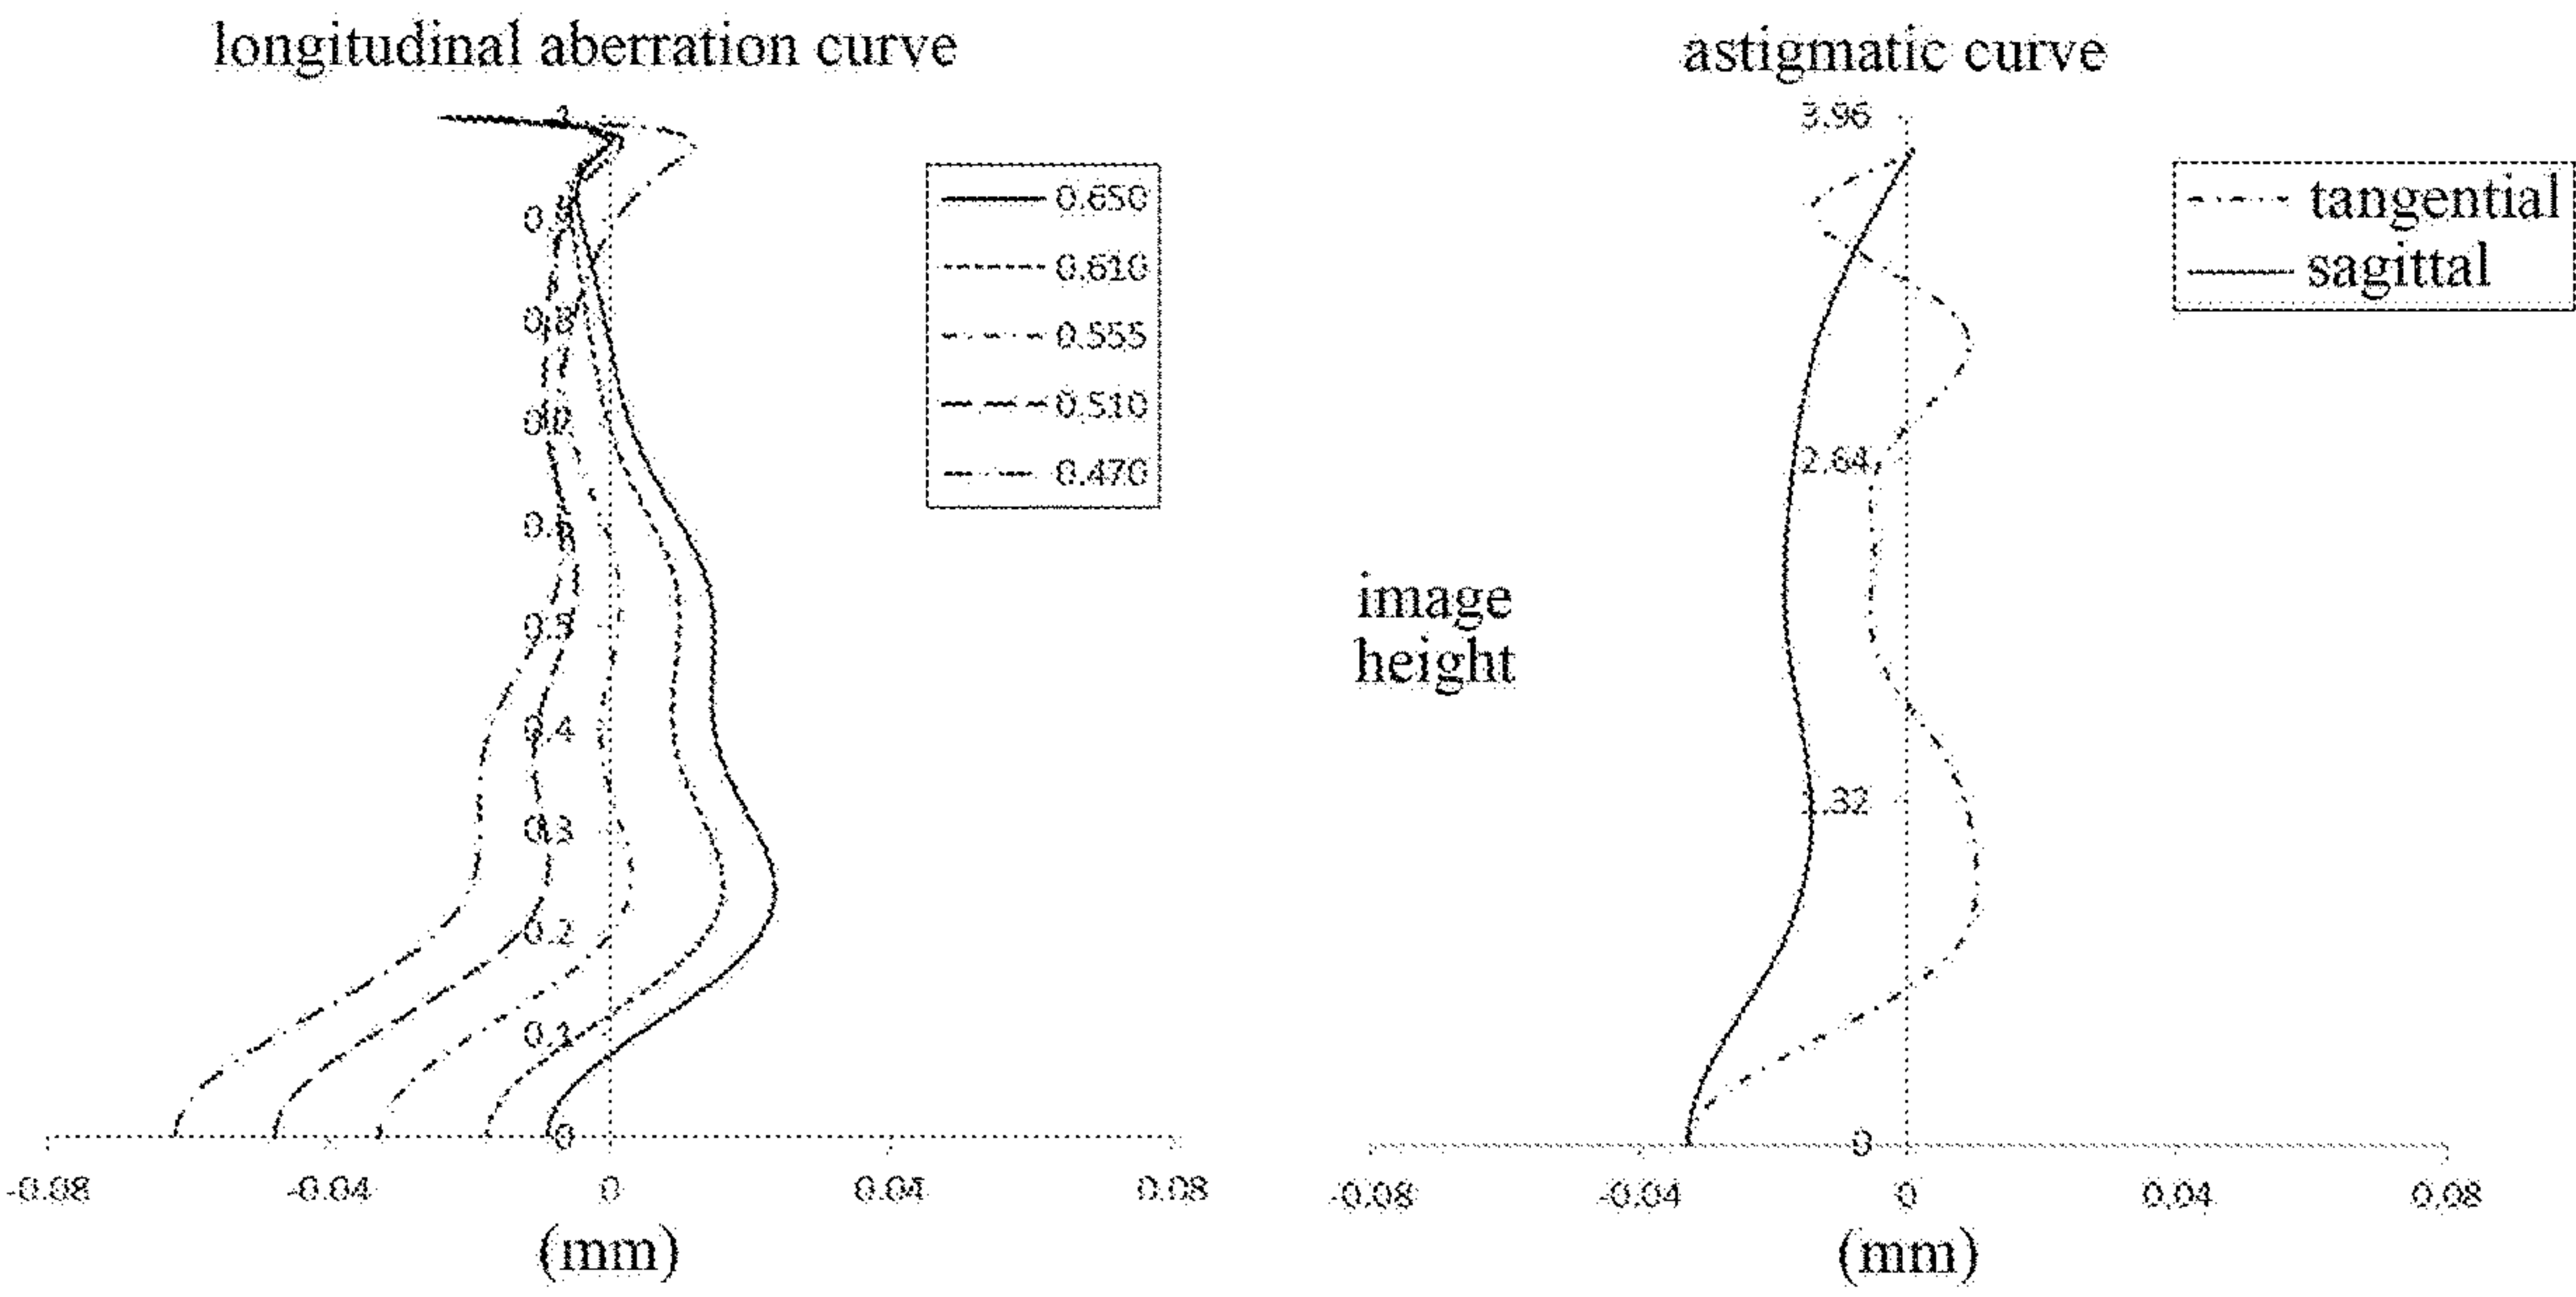 longitudinal aberration curve
1
0.9
0.8
0.7
0.6
0.5
0.4
0.3
0.2
0.1
0
-0.08 -0.04 0 0.04 0.08
(mm)
0.650
0.610
0.555
0.510
0.470
astigmatic curve
3.96
2.64
1.32
0
image
height
-0.08 -0.04 0 0.04 0.08
(mm)
tangential
sagittal